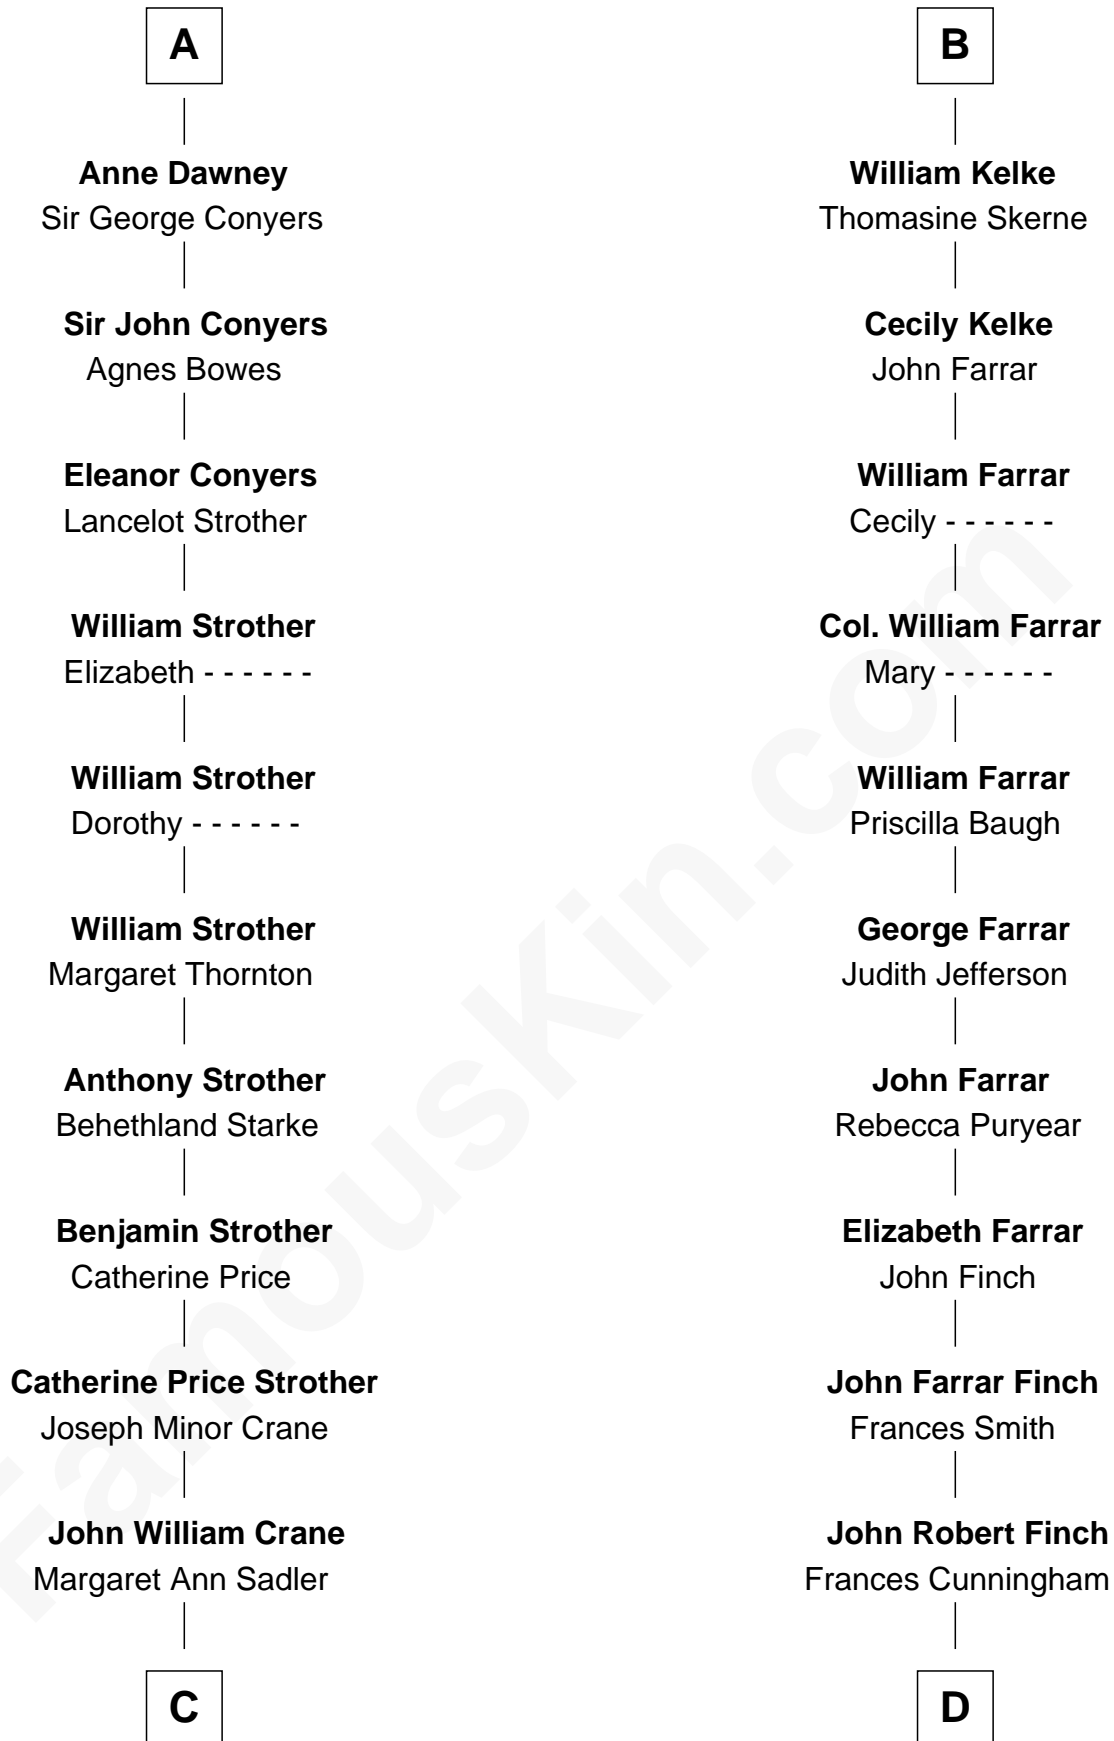 A
Anne Dawney
Sir George Conyers
Sir John Conyers
Agnes Bowes
Eleanor Conyers
Lancelot Strother
William Strother
Elizabeth - - - - - -
William Strother
Dorothy - - - - - -
William Strother
Margaret Thornton
Anthony Strother
Behethland Starke
Benjamin Strother
Catherine Price
Catherine Price Strother
Joseph Minor Crane
John William Crane
Margaret Ann Sadler
C
B
William Kelke
Thomasine Skerne
Cecily Kelke
John Farrar
William Farrar
Cecily - - - - - -
Col. William Farrar
Mary - - - - - -
William Farrar
Priscilla Baugh
George Farrar
Judith Jefferson
John Farrar
Rebecca Puryear
Elizabeth Farrar
John Finch
John Farrar Finch
Frances Smith
John Robert Finch
Frances Cunningham
D
FamousKin.com